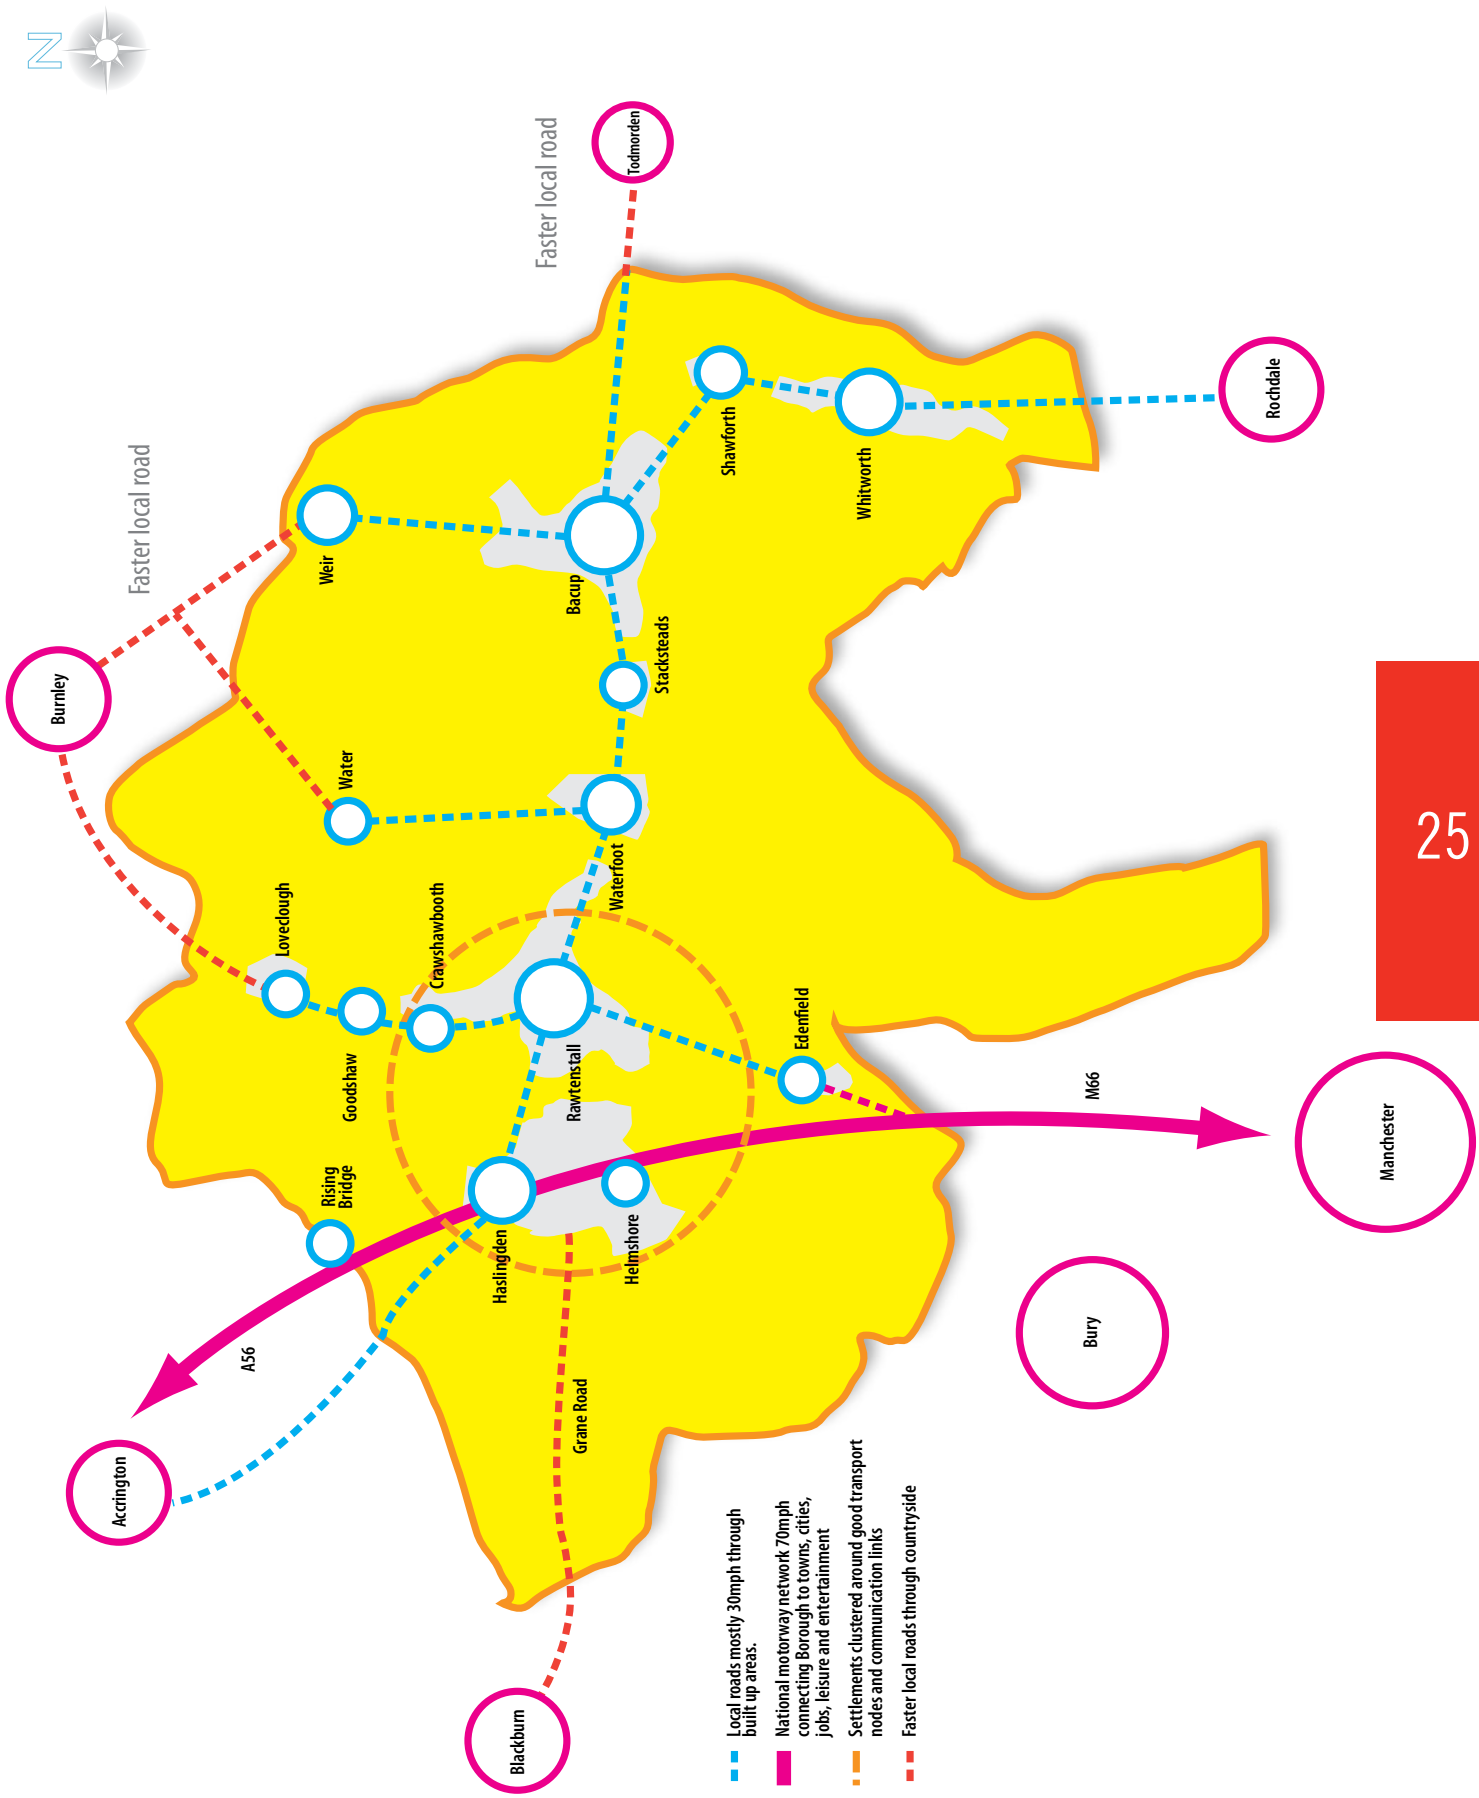 N
Faster local road
Faster local road
Todmorden
Burnley
Weir
Water
Bacup
Stacksteads
Shawforth
Whitworth
Rochdale
Loveclough
Crawshawbooth
Waterfoot
Goodshaw
Rawtenstall
Edenfield
Rising
Bridge
Haslingden
Helmshore
M66
Manchester
A56
Accrington
Bury
Grane Road
Blackburn
Local roads mostly 30mph through
built up areas.
National motorway network 70mph
connecting Borough to towns, cities,
jobs, leisure and entertainment
Settlements clustered around good transport
nodes and communication links
Faster local roads through countryside
25